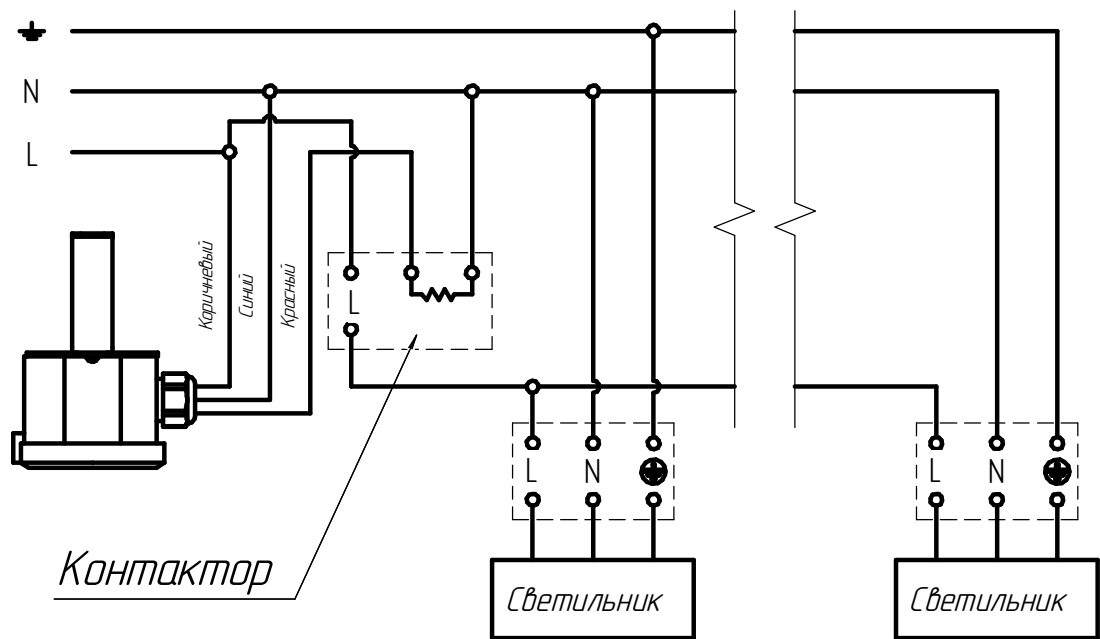 N
L
Коричневый
Синий
Красный
L
Контактор
L N
L N
Светильник
Светильник